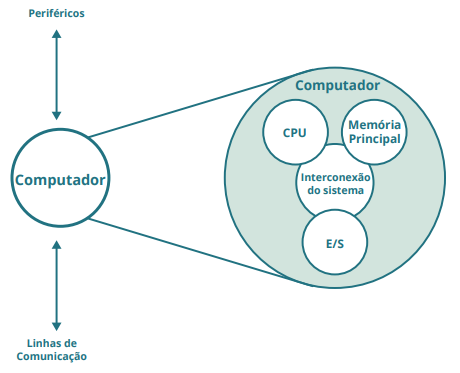 Periféricos
Computador
Linhas de
Comunicação
Computador
CPU
Memória
Principal
Interconexão
do sistema
E/S